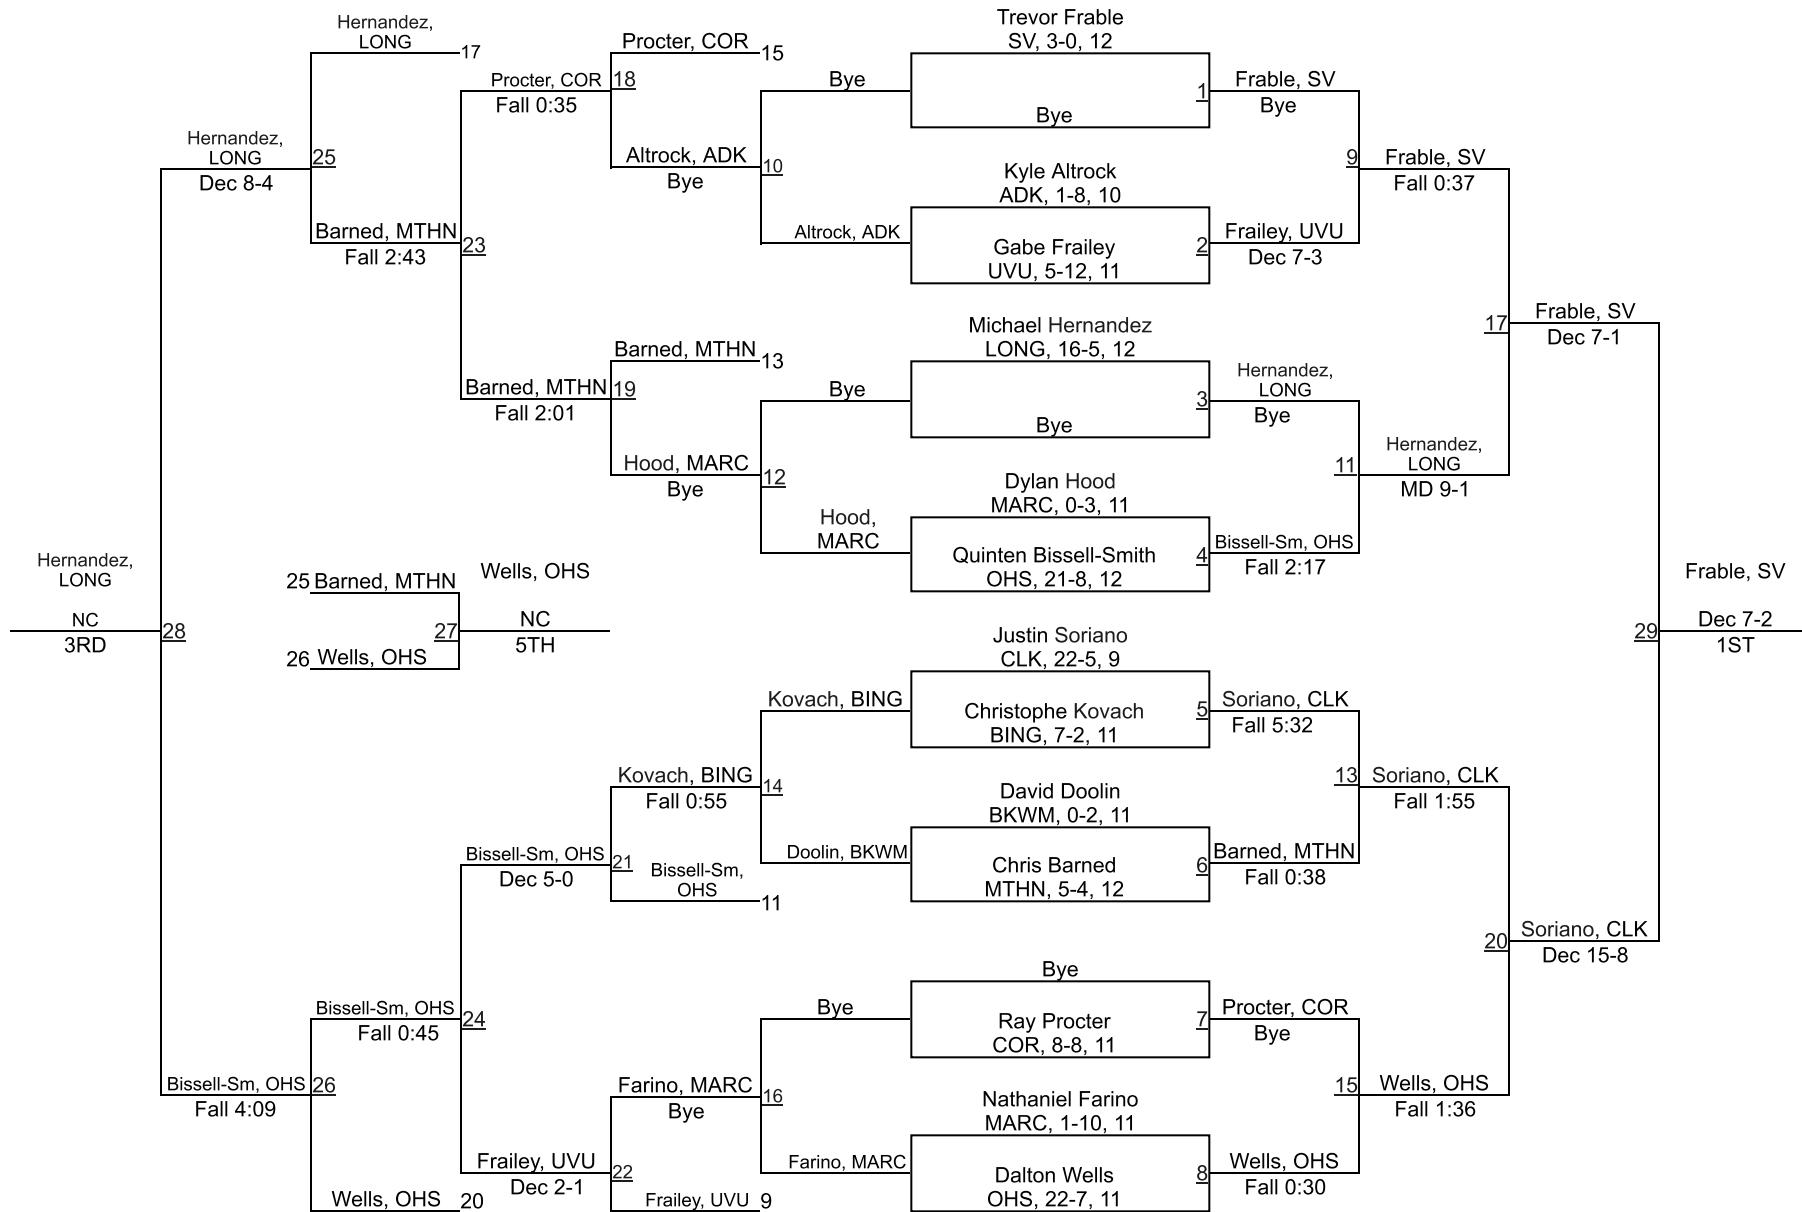 Hernandez,
LONG
17
Procter, COR
15
Trevor Frable
SV, 3-0, 12
Procter, COR
Fall 0:35
18
Bye
Bye
1
Frable, SV
Bye
Hernandez,
LONG
Dec 8-4
25
Altrock, ADK
Bye
10
Kyle Altrock
ADK, 1-8, 10
9
Frable, SV
Fall 0:37
Barned, MTHN
Fall 2:43
23
Altrock, ADK
Gabe Frailey
UVU, 5-12, 11
2
Frailey, UVU
Dec 7-3
Michael Hernandez
LONG, 16-5, 12
17
Frable, SV
Dec 7-1
Barned, MTHN
13
Barned, MTHN
Fall 2:01
19
Bye
Bye
3
Hernandez,
LONG
Bye
Hood, MARC
Bye
12
Dylan Hood
MARC, 0-3, 11
11
Hernandez,
LONG
MD 9-1
Hood,
MARC
Quinten Bissell-Smith
OHS, 21-8, 12
4
Bissell-Sm, OHS
Fall 2:17
Hernandez,
LONG
NC
3RD
28
25 Barned, MTHN
26 Wells, OHS
27
Wells, OHS
NC
5TH
Justin Soriano
CLK, 22-5, 9
29
Frable, SV
Dec 7-2
1ST
Kovach, BING
Christophe Kovach
BING, 7-2, 11
5
Soriano, CLK
Fall 5:32
Kovach, BING
Fall 0:55
14
David Doolin
BKWM, 0-2, 11
13
Soriano, CLK
Fall 1:55
Bissell-Sm, OHS
Dec 5-0
21
Doolin, BKWM
Chris Barned
MTHN, 5-4, 12
6
Barned, MTHN
Fall 0:38
Bissell-Sm,
OHS
11
20
Soriano, CLK
Dec 15-8
Bye
Bissell-Sm, OHS
Fall 0:45
24
Bye
Ray Procter
COR, 8-8, 11
7
Procter, COR
Bye
Bissell-Sm, OHS
Fall 4:09
26
Farino, MARC
Bye
16
Nathaniel Farino
MARC, 1-10, 11
15
Wells, OHS
Fall 1:36
Frailey, UVU
Dec 2-1
22
Farino, MARC
Dalton Wells
OHS, 22-7, 11
8
Wells, OHS
Fall 0:30
Wells, OHS
20
Frailey, UVU
9